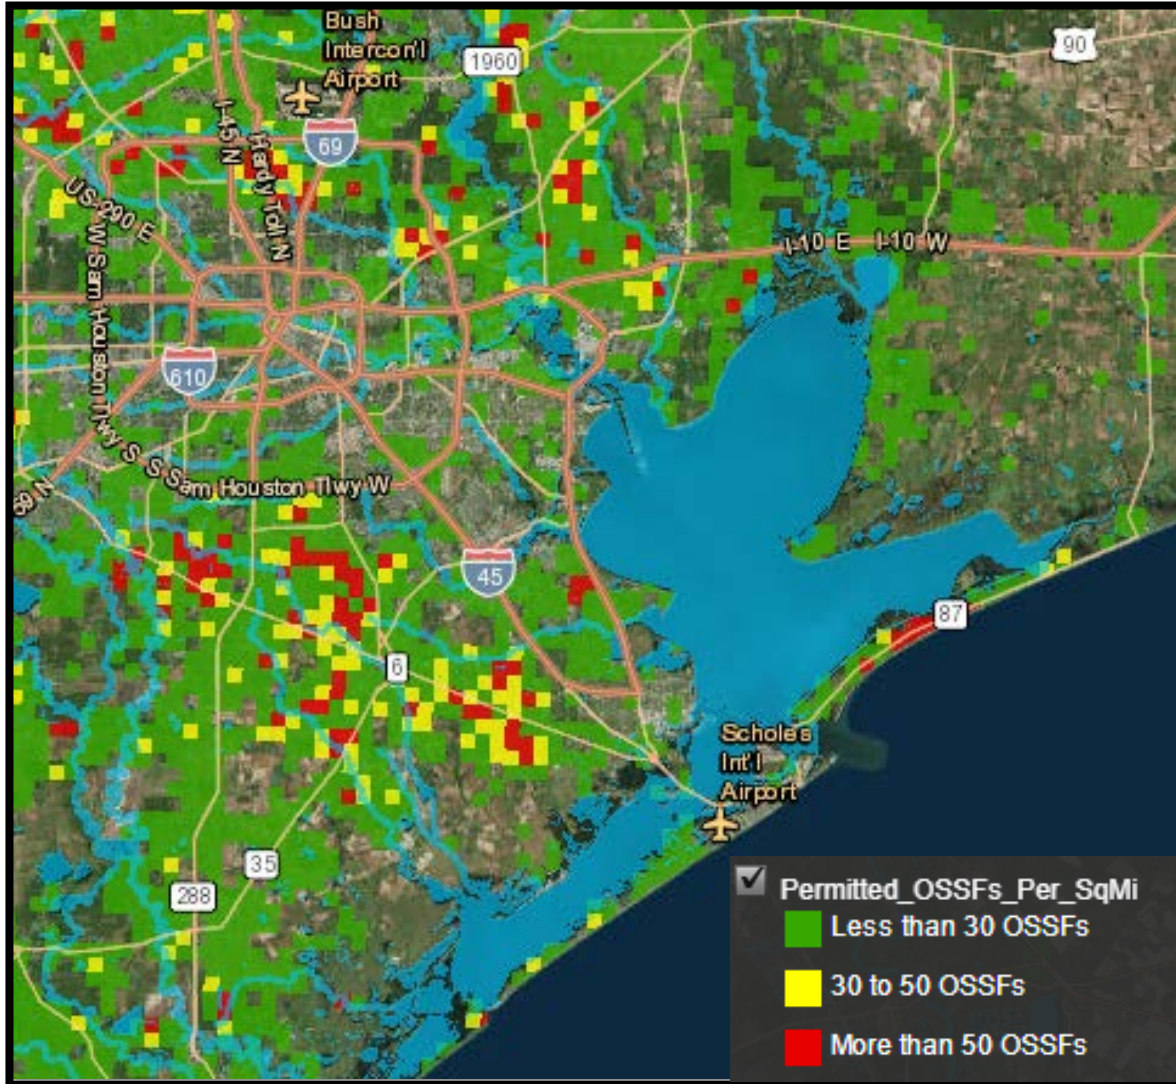 Bush
Intercon'l
Airport
1960
90
69
I-45 N
Hardy Toll N
US-290 E
W Sam Houston Tlwy S
I-10 E
I-10 W
610
S Sam Houston Tlwy W
45
87
6
Scholes
Int'l
Airport
35
288
Permitted_OSSFs_Per_SqMi
Less than 30 OSSFs
30 to 50 OSSFs
More than 50 OSSFs